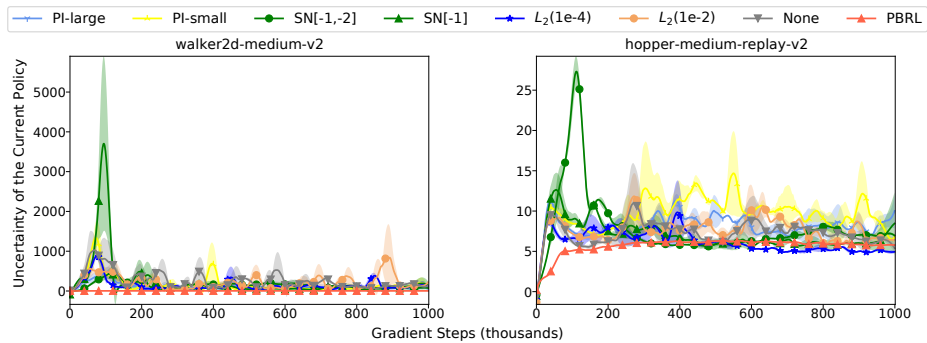 PI-large PI-small SN[-1,-2] SN[-1] L₂(1e-4) L₂(1e-2) None PBRL
walker2d-medium-v2
hopper-medium-replay-v2
Uncertainty of the Current Policy
5000
4000
3000
2000
1000
0
0 200 400 600 800 1000
25
20
15
10
5
0
0 200 400 600 800 1000
Gradient Steps (thousands)